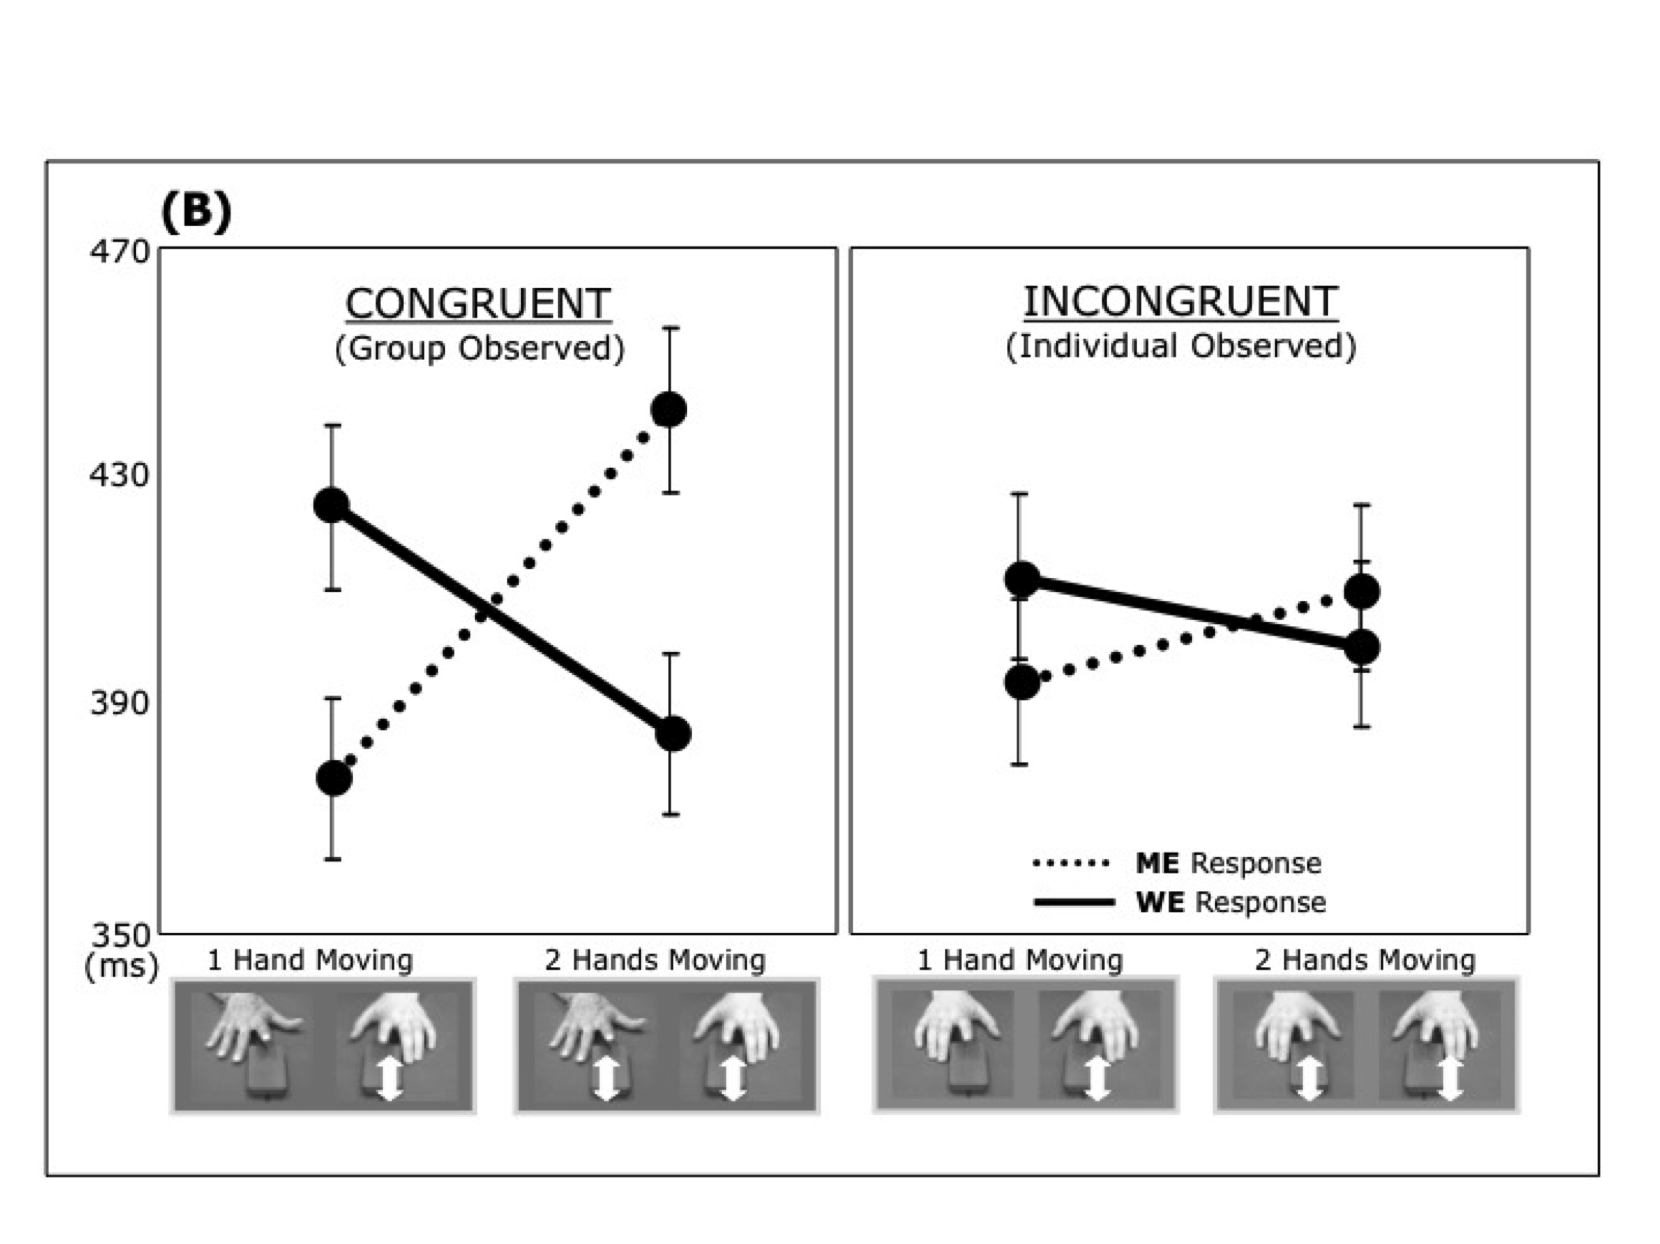 (B)
470
430
390
350
(ms)
CONGRUENT
(Group Observed)
1 Hand Moving
2 Hands Moving
INCONGRUENT
(Individual Observed)
ME Response
WE Response
1 Hand Moving
2 Hands Moving